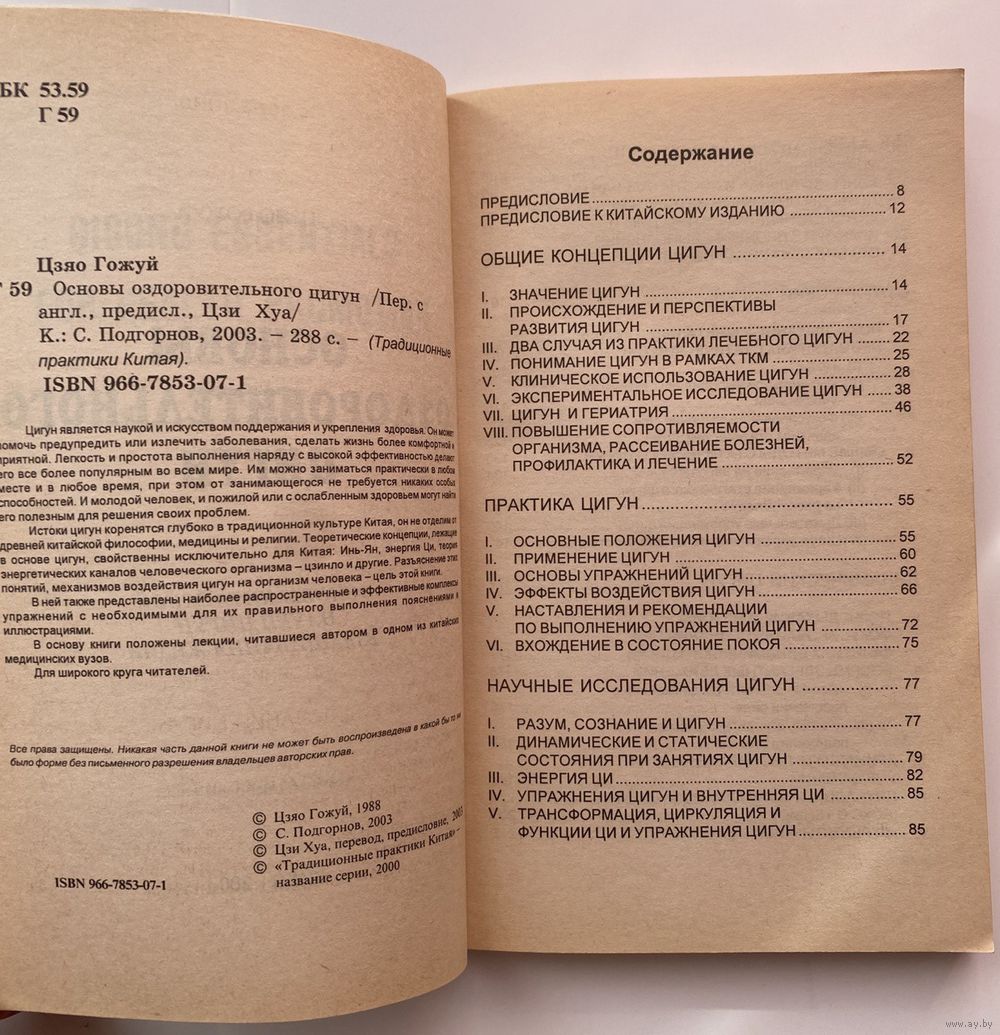 БК 53.59
Г 59
Цзяо Гожуй
59 Основы оздоровительного цигун /Пер. с
англ., предисл., Цзи Хуа/
К.: С. Подгорнов, 2003. – 288 с. – (Традиционные
практики Китая).
ISBN 966-7853-07-1
Цигун является наукой и искусством поддержания и укрепления здоровья. Он может
помочь предупредить или излечить заболевания, сделать жизнь более комфортной и
приятной. Легкость и простота выполнения наряду с высокой эффективностью делают
его все более популярным во всем мире. Им можно заниматься практически в любом
месте и в любое время, при этом от занимающегося не требуется никаких особых
способностей. И молодой человек, и пожилой или с ослабленным здоровьем могут найти
его полезным для решения своих проблем.
Истоки цигун коренятся глубоко в традиционной культуре Китая, он не отделим от
древней китайской философии, медицины и религии. Теоретические концепции, лежащие
в основе цигун, свойственны исключительно для Китая: Инь-Ян, энергия Ци, теория
энергетических каналов человеческого организма – цзинло и другие. Разъяснение этих
понятий, механизмов воздействия цигун на организм человека – цель этой книги.
В ней также представлены наиболее распространенные и эффективные комплексы
упражнений с необходимыми для их правильного выполнения пояснениями и
иллюстрациями.
В основу книги положены лекции, читавшиеся автором в одном из китайских
медицинских вузов.
Для широкого круга читателей.
Все права защищены. Никакая часть данной книги не может быть воспроизведена в какой бы то ни
было форме без письменного разрешения владельцев авторских прав.
© Цзяо Гожуй, 1988
© С. Подгорнов, 2003
© Цзи Хуа, перевод, предисловие, 2003
© «Традиционные практики Китая» –
название серии, 2000
ISBN 966-7853-07-1
Содержание
ПРЕДИСЛОВИЕ ..... 8
ПРЕДИСЛОВИЕ К КИТАЙСКОМУ ИЗДАНИЮ ..... 12
ОБЩИЕ КОНЦЕПЦИИ ЦИГУН ..... 14
I. ЗНАЧЕНИЕ ЦИГУН ..... 14
II. ПРОИСХОЖДЕНИЕ И ПЕРСПЕКТИВЫ
РАЗВИТИЯ ЦИГУН ..... 17
III. ДВА СЛУЧАЯ ИЗ ПРАКТИКИ ЛЕЧЕБНОГО ЦИГУН ..... 22
IV. ПОНИМАНИЕ ЦИГУН В РАМКАХ ТКМ ..... 25
V. КЛИНИЧЕСКОЕ ИСПОЛЬЗОВАНИЕ ЦИГУН ..... 28
VI. ЭКСПЕРИМЕНТАЛЬНОЕ ИССЛЕДОВАНИЕ ЦИГУН ..... 38
VII. ЦИГУН И ГЕРИАТРИЯ ..... 46
VIII. ПОВЫШЕНИЕ СОПРОТИВЛЯЕМОСТИ
ОРГАНИЗМА, РАССЕИВАНИЕ БОЛЕЗНЕЙ,
ПРОФИЛАКТИКА И ЛЕЧЕНИЕ ..... 52
ПРАКТИКА ЦИГУН ..... 55
I. ОСНОВНЫЕ ПОЛОЖЕНИЯ ЦИГУН ..... 55
II. ПРИМЕНЕНИЕ ЦИГУН ..... 60
III. ОСНОВЫ УПРАЖНЕНИЙ ЦИГУН ..... 62
IV. ЭФФЕКТЫ ВОЗДЕЙСТВИЯ ЦИГУН ..... 66
V. НАСТАВЛЕНИЯ И РЕКОМЕНДАЦИИ
ПО ВЫПОЛНЕНИЮ УПРАЖНЕНИЙ ЦИГУН ..... 72
VI. ВХОЖДЕНИЕ В СОСТОЯНИЕ ПОКОЯ ..... 75
НАУЧНЫЕ ИССЛЕДОВАНИЯ ЦИГУН ..... 77
I. РАЗУМ, СОЗНАНИЕ И ЦИГУН ..... 77
II. ДИНАМИЧЕСКИЕ И СТАТИЧЕСКИЕ
СОСТОЯНИЯ ПРИ ЗАНЯТИЯХ ЦИГУН ..... 79
III. ЭНЕРГИЯ ЦИ ..... 82
IV. УПРАЖНЕНИЯ ЦИГУН И ВНУТРЕННЯЯ ЦИ ..... 85
V. ТРАНСФОРМАЦИЯ, ЦИРКУЛЯЦИЯ И
ФУНКЦИИ ЦИ И УПРАЖНЕНИЯ ЦИГУН ..... 85
www.ay.by